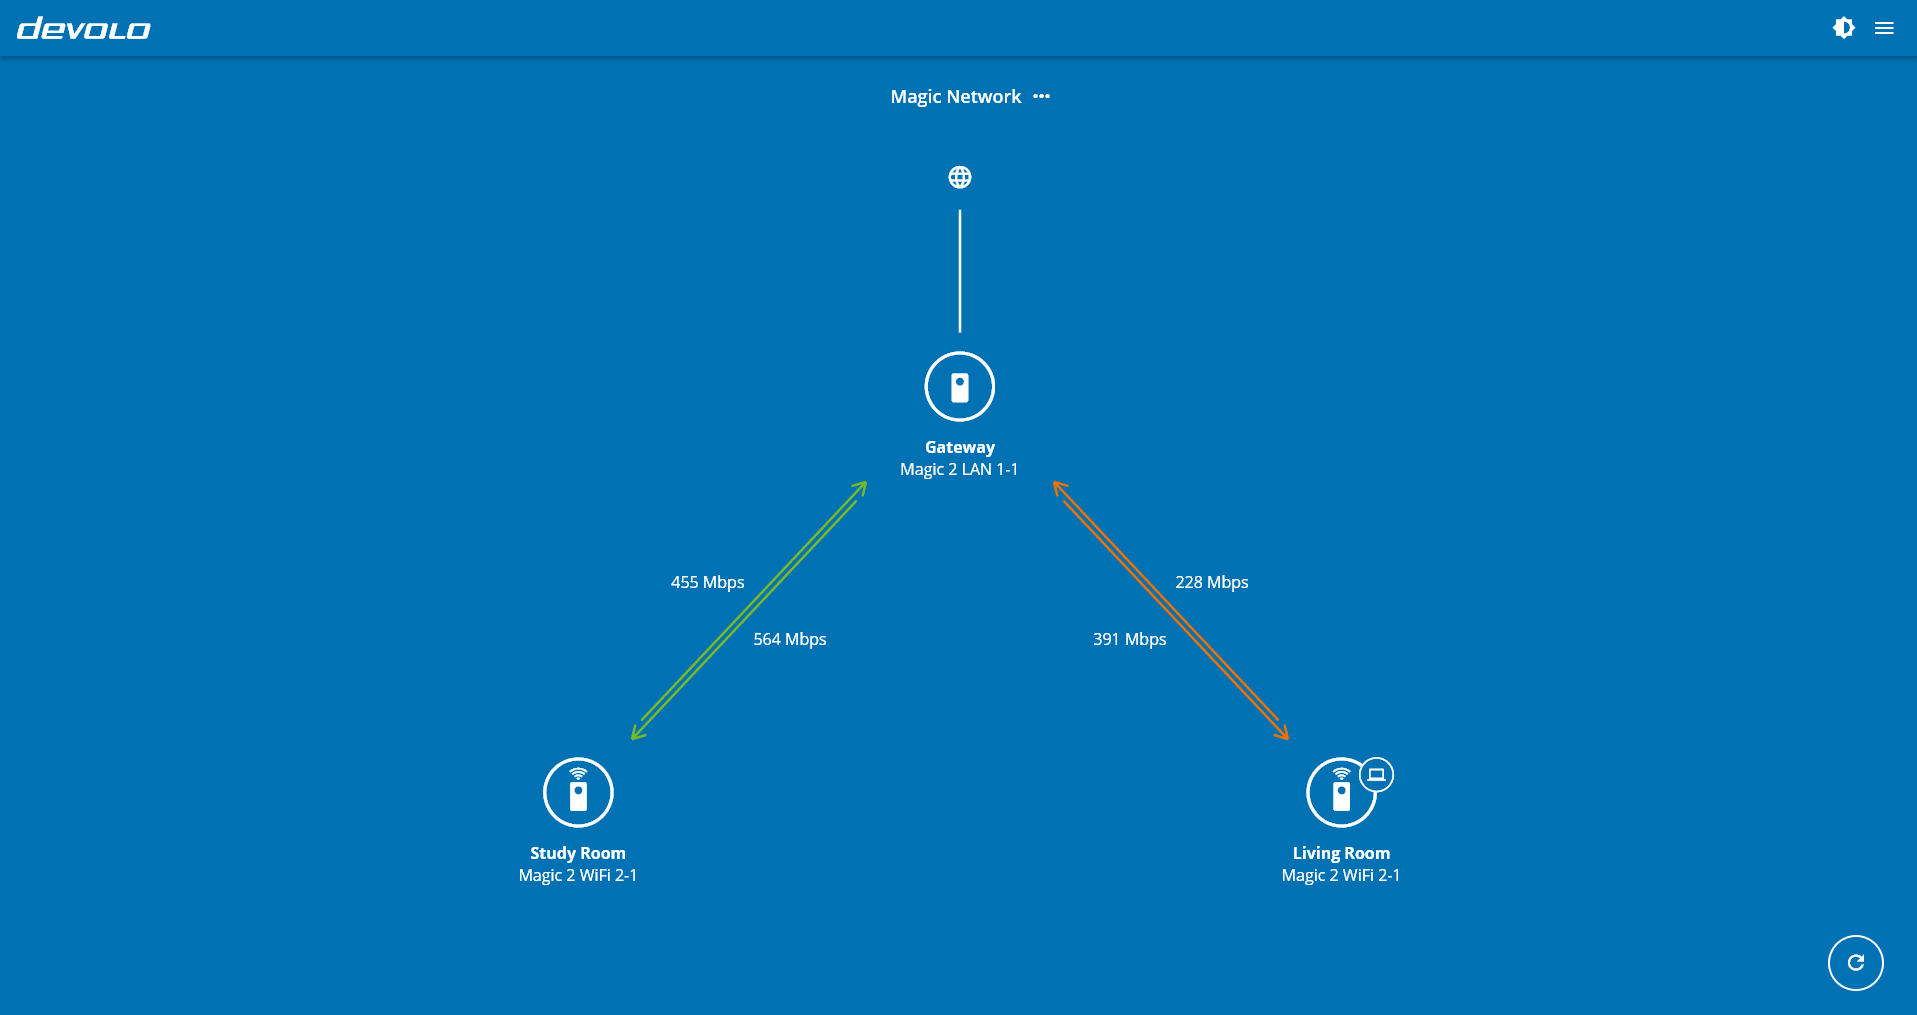 devolo
Magic Network ···
Gateway
Magic 2 LAN 1-1
455 Mbps
228 Mbps
564 Mbps
391 Mbps
Study Room
Magic 2 WiFi 2-1
Living Room
Magic 2 WiFi 2-1